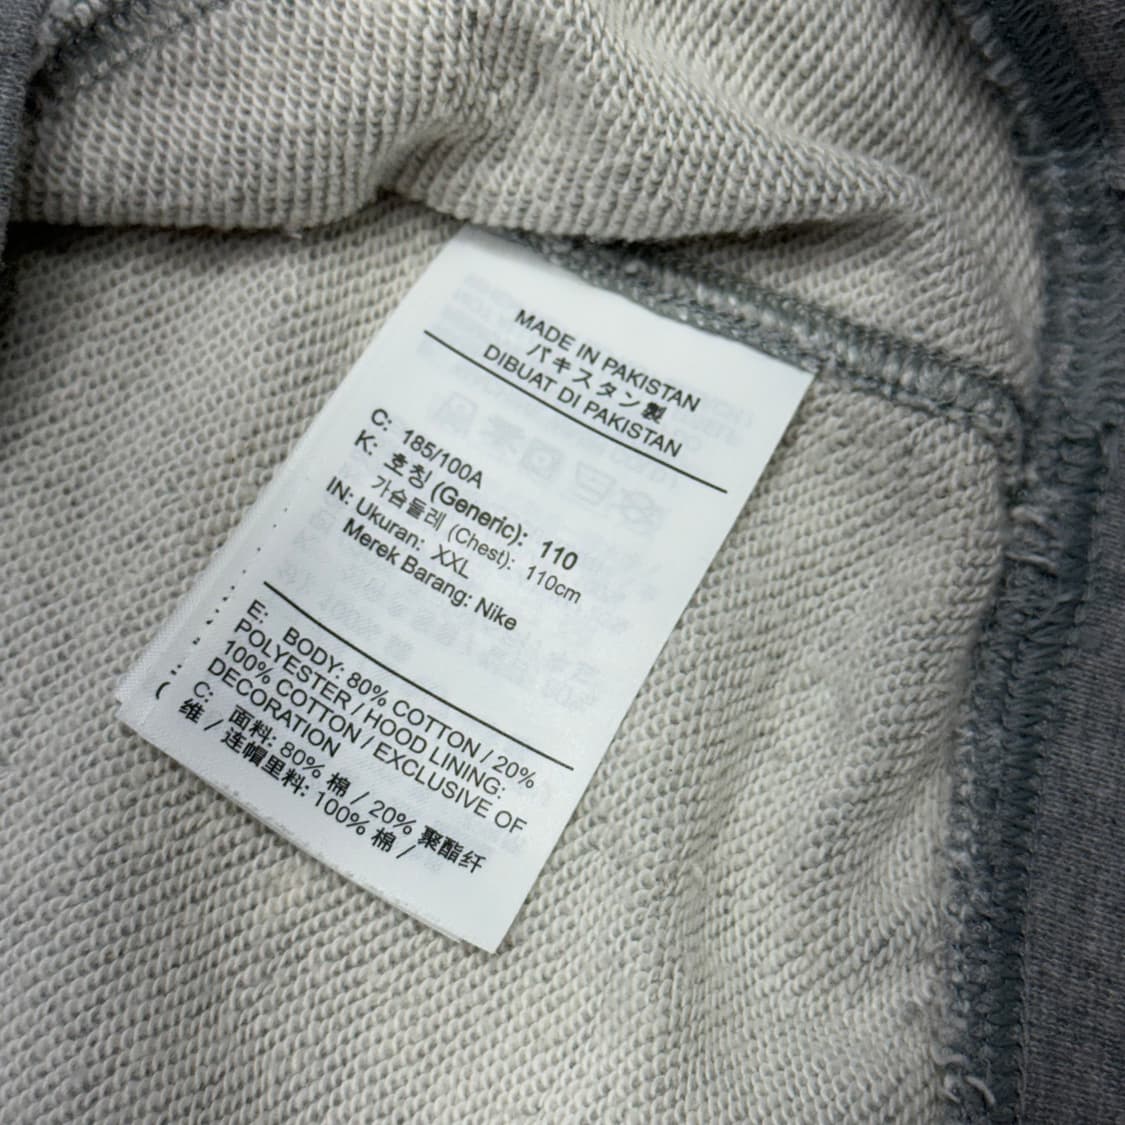 MADE IN PAKISTAN
パキスタン製
DIBUAT DI PAKISTAN
C: 185/100A
K: 호칭 (Generic): 110
가슴둘레 (Chest): 110cm
IN: Ukuran: XXL
Merek Barang: Nike
E: BODY: 80% COTTON / 20%
POLYESTER / HOOD LINING:
100% COTTON / EXCLUSIVE OF
DECORATION
C: 面料: 80% 棉 / 20% 聚酯纤
维 / 连帽里料: 100% 棉 /